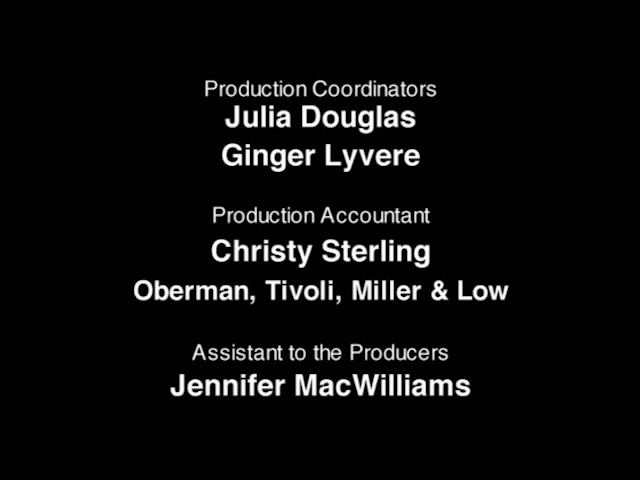 Production Coordinators
Julia Douglas
Ginger Lyvere
Production Accountant
Christy Sterling
Oberman, Tivoli, Miller & Low
Assistant to the Producers
Jennifer MacWilliams